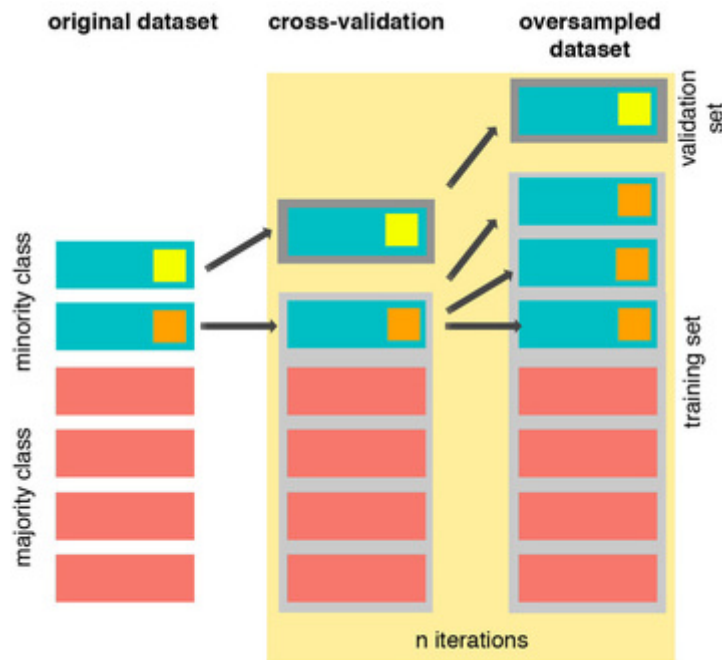 original dataset
cross-validation
oversampled
dataset
validation
set
minority class
training set
majority class
n iterations